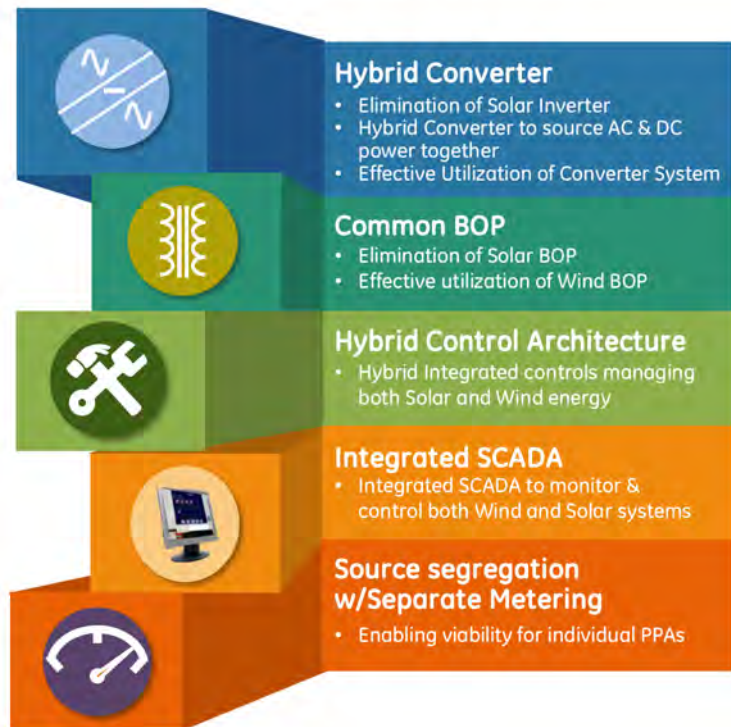 Hybrid Converter
• Elimination of Solar Inverter
• Hybrid Converter to source AC & DC
power together
• Effective Utilization of Converter System
Common BOP
• Elimination of Solar BOP
• Effective utilization of Wind BOP
Hybrid Control Architecture
• Hybrid Integrated controls managing
both Solar and Wind energy
Integrated SCADA
• Integrated SCADA to monitor &
control both Wind and Solar systems
Source segregation
w/Separate Metering
• Enabling viability for individual PPAs